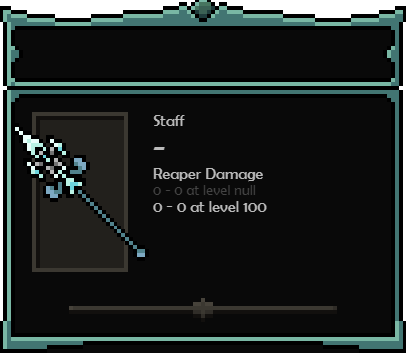 Staff
–
Reaper Damage
0 - 0 at level null
0 - 0 at level 100